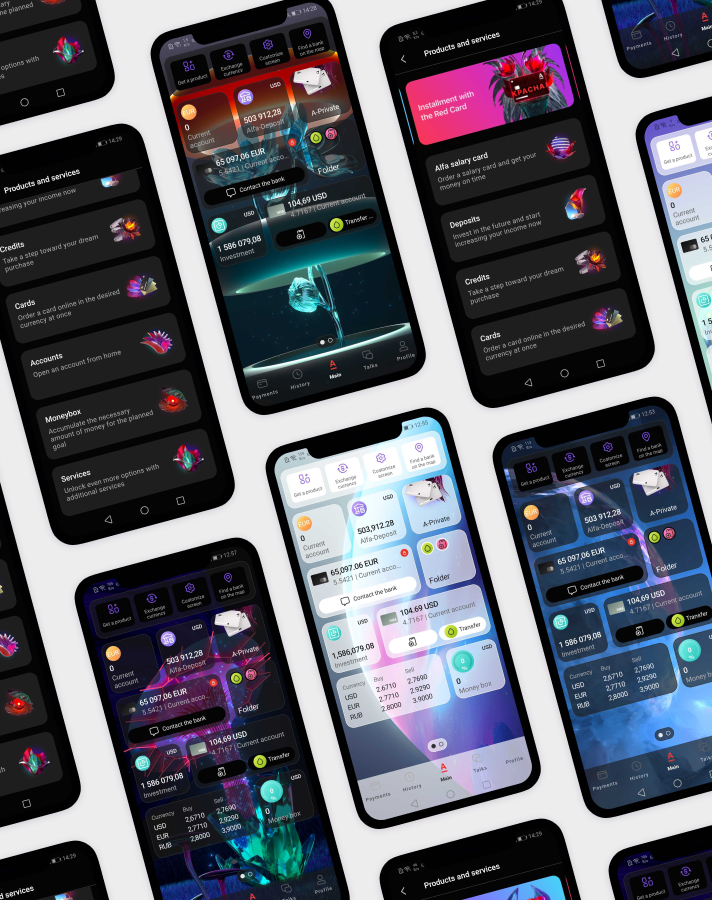 me planned
options with
14:29
Products and services
easing your income now
Credits
Take a step toward your dream
purchase
Cards
Order a card online in the desired
currency at once
Accounts
Open an account from home
Moneybox
Accumulate the necessary
amount of money for the planned
goal
Services
Unlock even more options with
additional services
14:28
Get a product
Exchange
currency
Customize
screen
Find a bank
on the map
EUR
0
Current
account
USD
503 912,28
Alfa-Deposit
A-Private
65 097,06 EUR
5.5421 | Current acco...
Contact the bank
Folder
USD
1 586 079,08
Investment
104,69 USD
4.7167 | Current account
Transfer ...
Payments
History
Main
Talks
Profile
14:29
Products and services
Installment with
the Red Card
КРАСНАЯ
Alfa salary card
Order a salary card and get your
money on time
Deposits
Invest in the future and start
increasing your income now
Credits
Take a step toward your dream
purchase
Cards
Order a card online in the desired
currency at once
Payments
History
Main
Get a product
EUR
0
Current
account
12:57
Get a product
Exchange
currency
Customize
screen
Find a bank
on the map
EUR
0
Current
account
USD
503 912,28
Alfa-Deposit
A-Private
65 097,06 EUR
5.5421 | Current acco...
Contact the bank
Folder
USD
1 586 079,08
Investment
104,69 USD
4.7167 | Current account
Transfer
Currency Buy Sell
USD 2,6710 2,7690
EUR 2,7710 2,9290
RUB 2,8000 3,9000
USD
0
Money box
Talks
Profile
12:55
Get a product
Exchange
currency
Customize
screen
Find a bank
on the map
EUR
0
Current
account
USD
503,912.28
Alfa-Deposit
A-Private
65,097.06 EUR
5.5421 | Current acco...
Contact the bank
Folder
USD
1,586,079.08
Investment
104.69 USD
4.7167 | Current account
Transfer
Currency Buy Sell
USD 2.6710 2.7690
EUR 2.7710 2.9290
RUB 2.8000 3.9000
USD
0
Money box
Payments
History
Main
Talks
Profile
12:53
Get a product
Exchange
currency
Customize
screen
Find a bank
on the map
EUR
0
Current
account
USD
503 912,28
Alfa-Deposit
A-Private
65 097,06 EUR
5.5421 | Current acco...
Contact the bank
Folder
USD
1 586 079,08
Investment
104,69 USD
4.7167 | Current account
Currency Buy Sell
USD 2,6710 2,7690
EUR 2,7710 2,9290
RUB 2,8000 3,9000
0
Money b
Payments
History
Main
Talks
14:29
d services
14:29
Products and services
Get a product
Exchange